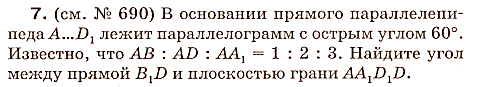 7. (см. № 690) В основании прямого параллелепи-
педа A...D₁ лежит параллелограмм с острым углом 60°.
Известно, что AB : AD : AA₁ = 1 : 2 : 3. Найдите угол
между прямой B₁D и плоскостью грани AA₁D₁D.